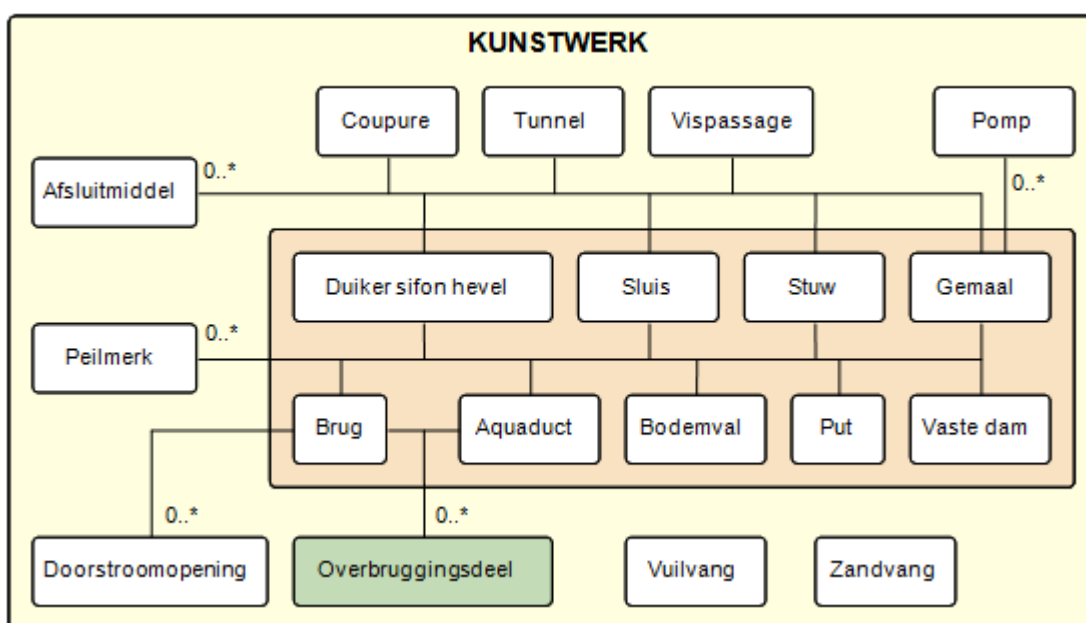 KUNSTWERK
Coupure
Tunnel
Vispassage
Pomp
Afsluitmiddel
0..*
0..*
Duiker sifon hevel
Sluis
Stuw
Gemaal
Peilmerk
0..*
Brug
Aquaduct
Bodemval
Put
Vaste dam
0..*
0..*
Doorstroomopening
Overbruggingsdeel
Vuilvang
Zandvang